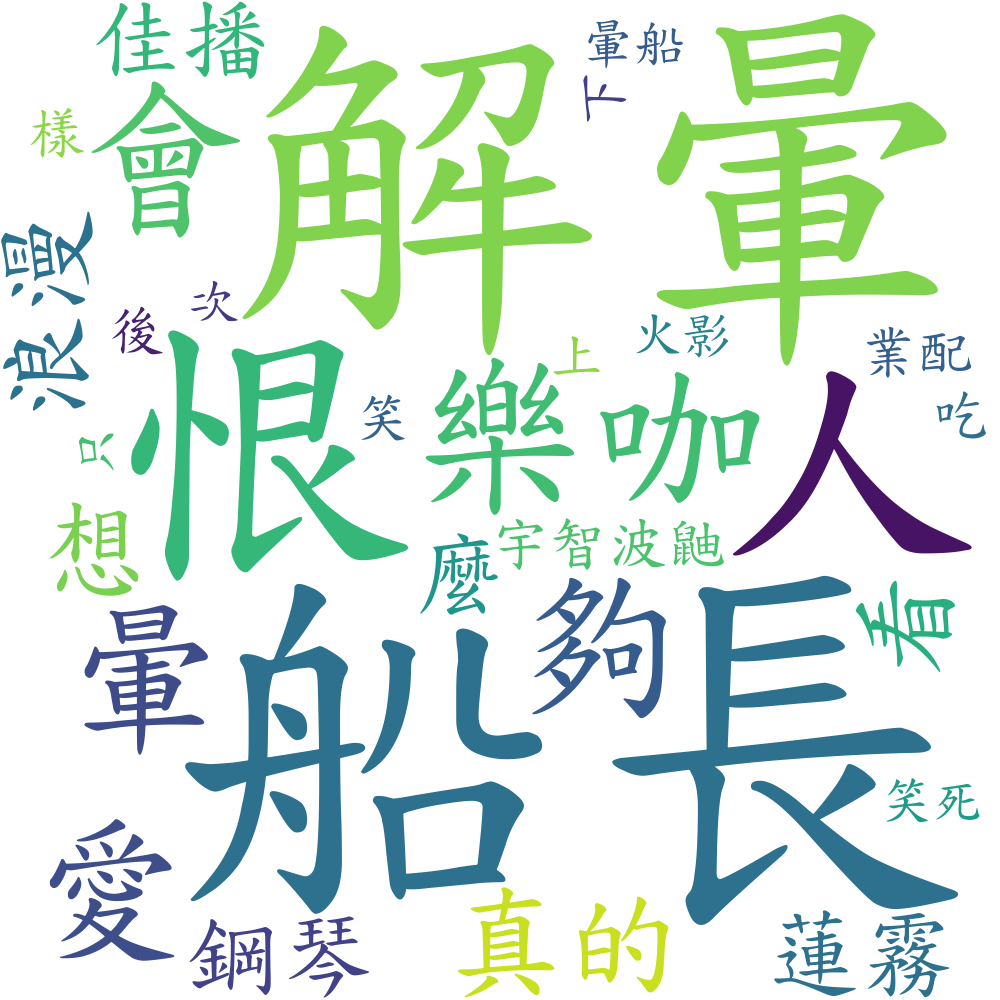 佳播
解暈
暈船
下
樣
會
浪漫
後
次
恨
笑
樂咖
上
火影
業配
吃
人
只
想
麼
宇智波鼬
暈
船長
夠
看
笑死
愛
鋼琴
真的
蓮霧